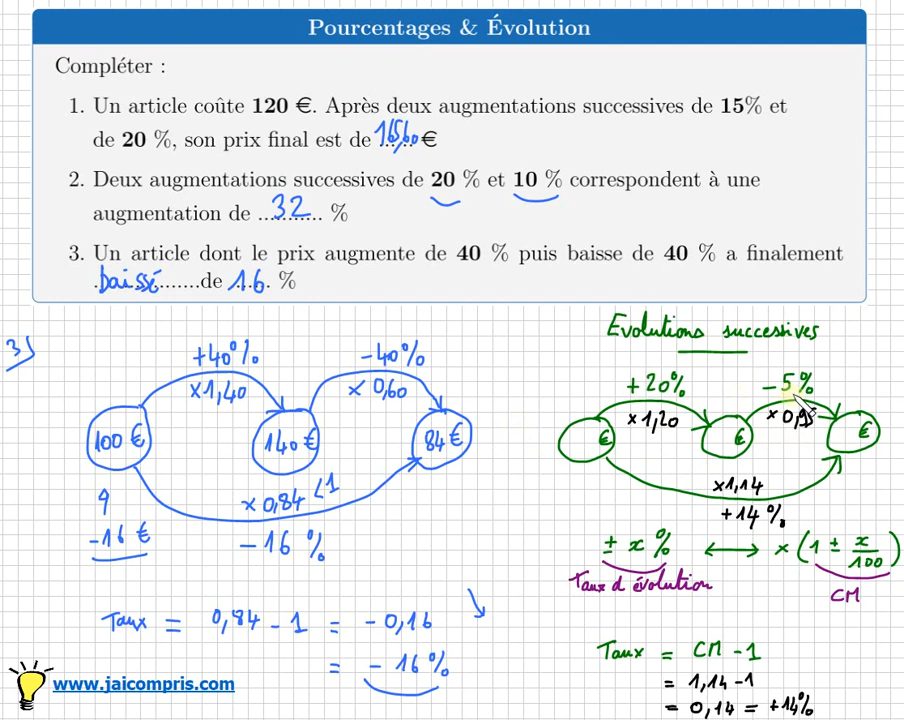 Pourcentages & Évolution
Compléter :
1. Un article coûte 120 €. Après deux augmentations successives de 15% et
de 20 %, son prix final est de 165,60 €
2. Deux augmentations successives de 20 % et 10 % correspondent à une
augmentation de ...32... %
3. Un article dont le prix augmente de 40 % puis baisse de 40 % a finalement
.baissé.......de .16. %
3)
+40% -40%
×1,40 × 0,60
100 € 140 € 84 €
× 0,84 < 1
-16 €
-16 %
Taux = 0,84 - 1 = - 0,16
= - 16 %
Evolutions successives
+20% -5%
×1,20 ×0,95
€ € €
×1,14
+14%
± x % ⟷ × (1 ± x/100)
Taux d'évolution CM
Taux = CM - 1
= 1,14 - 1
= 0,14 = +14%
www.jaicompris.com